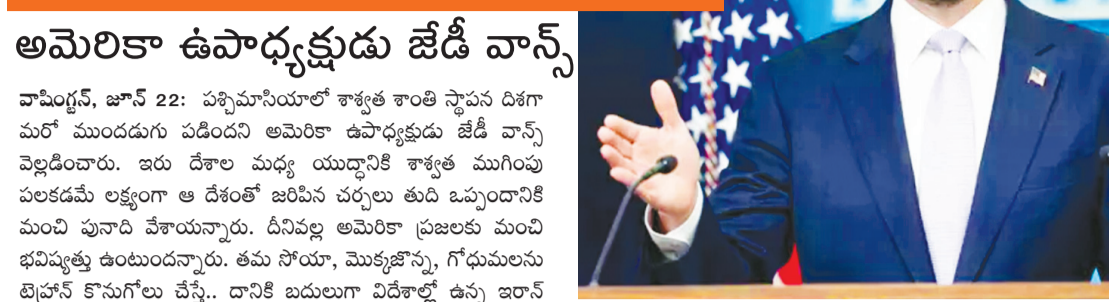 అమెరికా ఉపాధ్యక్షుడు జేడీ వాన్స్
వాషింగ్టన్, జూన్ 22: పశ్చిమాసియాలో శాశ్వత శాంతి స్థాపన దిశగా
మరో ముందడుగు పడిందని అమెరికా ఉపాధ్యక్షుడు జేడీ వాన్స్
వెల్లడించారు. ఇరు దేశాల మధ్య యుద్ధానికి శాశ్వత ముగింపు
పలకడమే లక్ష్యంగా ఆ దేశంతో జరిపిన చర్చలు తుది ఒప్పందానికి
మంచి పునాది వేశాయన్నారు. దీనివల్ల అమెరికా ప్రజలకు మంచి
భవిష్యత్తు ఉంటుందన్నారు. తమ సోయా, మొక్కజొన్న, గోధుమలను
టెహ్రాన్ కొనుగోలు చేస్తే.. దానికి బదులుగా విదేశాల్లో ఉన్న ఇరాన్